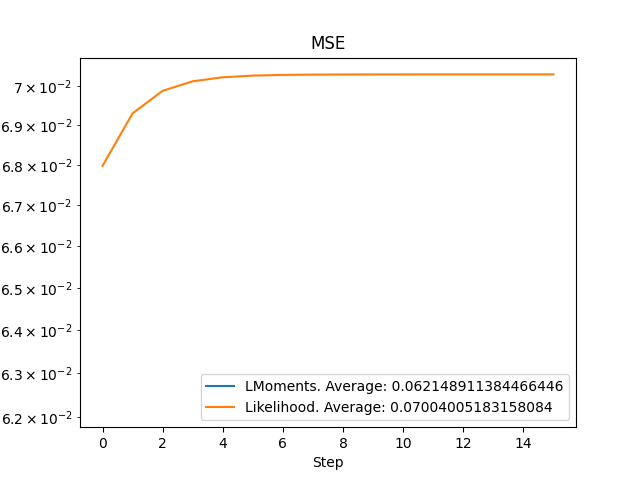 MSE
7 × 10⁻²
6.9 × 10⁻²
6.8 × 10⁻²
6.7 × 10⁻²
6.6 × 10⁻²
6.5 × 10⁻²
6.4 × 10⁻²
6.3 × 10⁻²
6.2 × 10⁻²
LMoments. Average: 0.062148911384466446
Likelihood. Average: 0.07004005183158084
0 2 4 6 8 10 12 14
Step